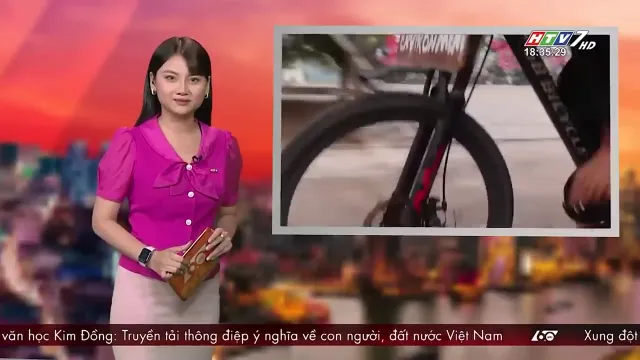 HTV7 HD
18:35:29
văn học Kim Đồng: Truyền tải thông điệp ý nghĩa về con người, đất nước Việt Nam
Xung đột